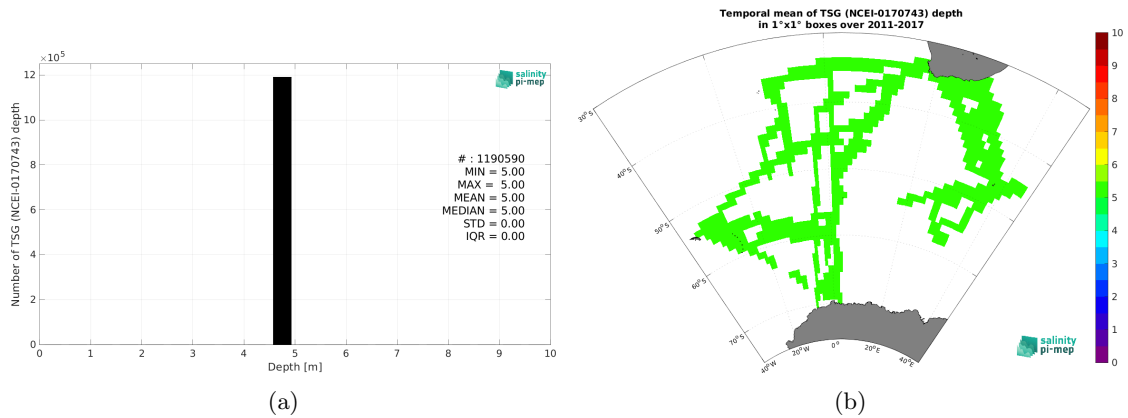 ×10⁵
12
10
8
6
4
2
0
0 1 2 3 4 5 6 7 8 9 10
Number of TSG (NCEI-0170743) depth
Depth [m]
salinity
pi-mep
# : 1190590
MIN = 5.00
MAX = 5.00
MEAN = 5.00
MEDIAN = 5.00
STD = 0.00
IQR = 0.00
(a)
Temporal mean of TSG (NCEI-0170743) depth
in 1°x1° boxes over 2011-2017
30°S
40°S
50°S
60°S
70°S
40°W
20°W
0°
20°E
40°E
10
9
8
7
6
5
4
3
2
1
0
salinity
pi-mep
(b)